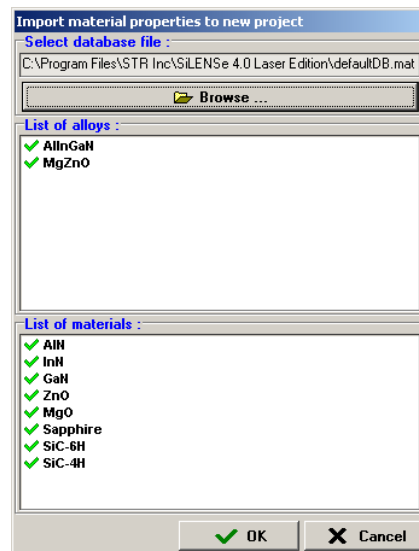 Import material properties to new project
Select database file :
C:\Program Files\STR Inc\SiLENSe 4.0 Laser Edition\defaultDB.mat
Browse ...
List of alloys :
AlInGaN
MgZnO
List of materials :
AlN
InN
GaN
ZnO
MgO
Sapphire
SiC-6H
SiC-4H
OK
Cancel